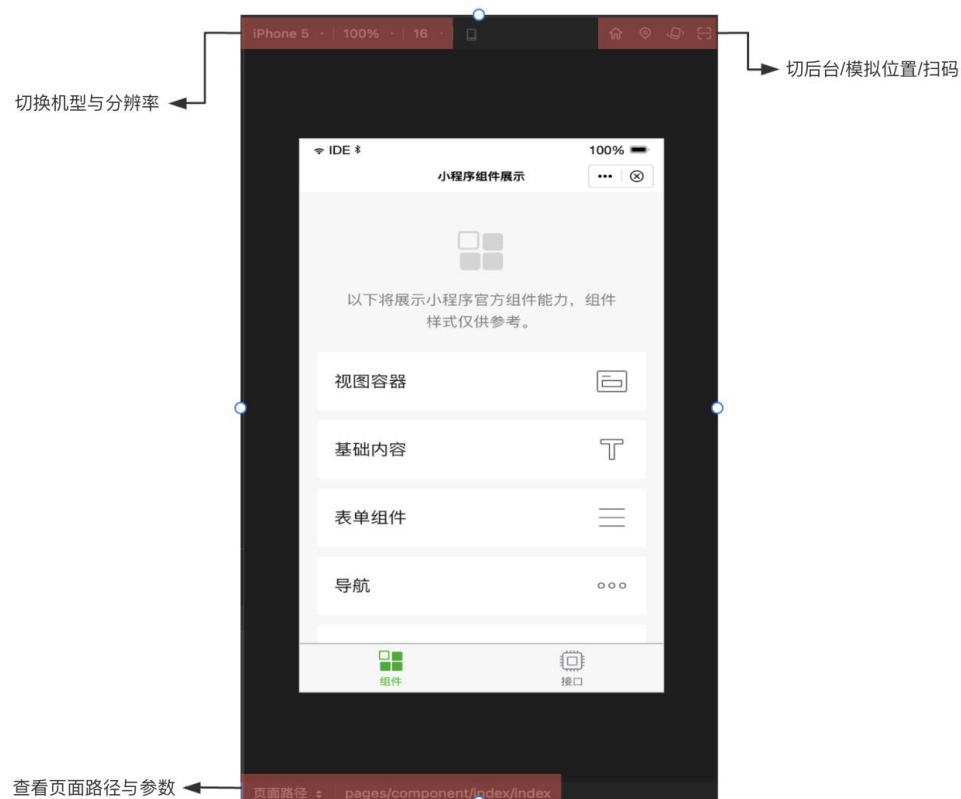 iPhone 5 100% 16
切后台/模拟位置/扫码
切换机型与分辨率
IDE 100%
小程序组件展示
以下将展示小程序官方组件能力，组件
样式仅供参考。
视图容器
基础内容
表单组件
导航
组件 接口
查看页面路径与参数
页面路径 pages/component/index/index